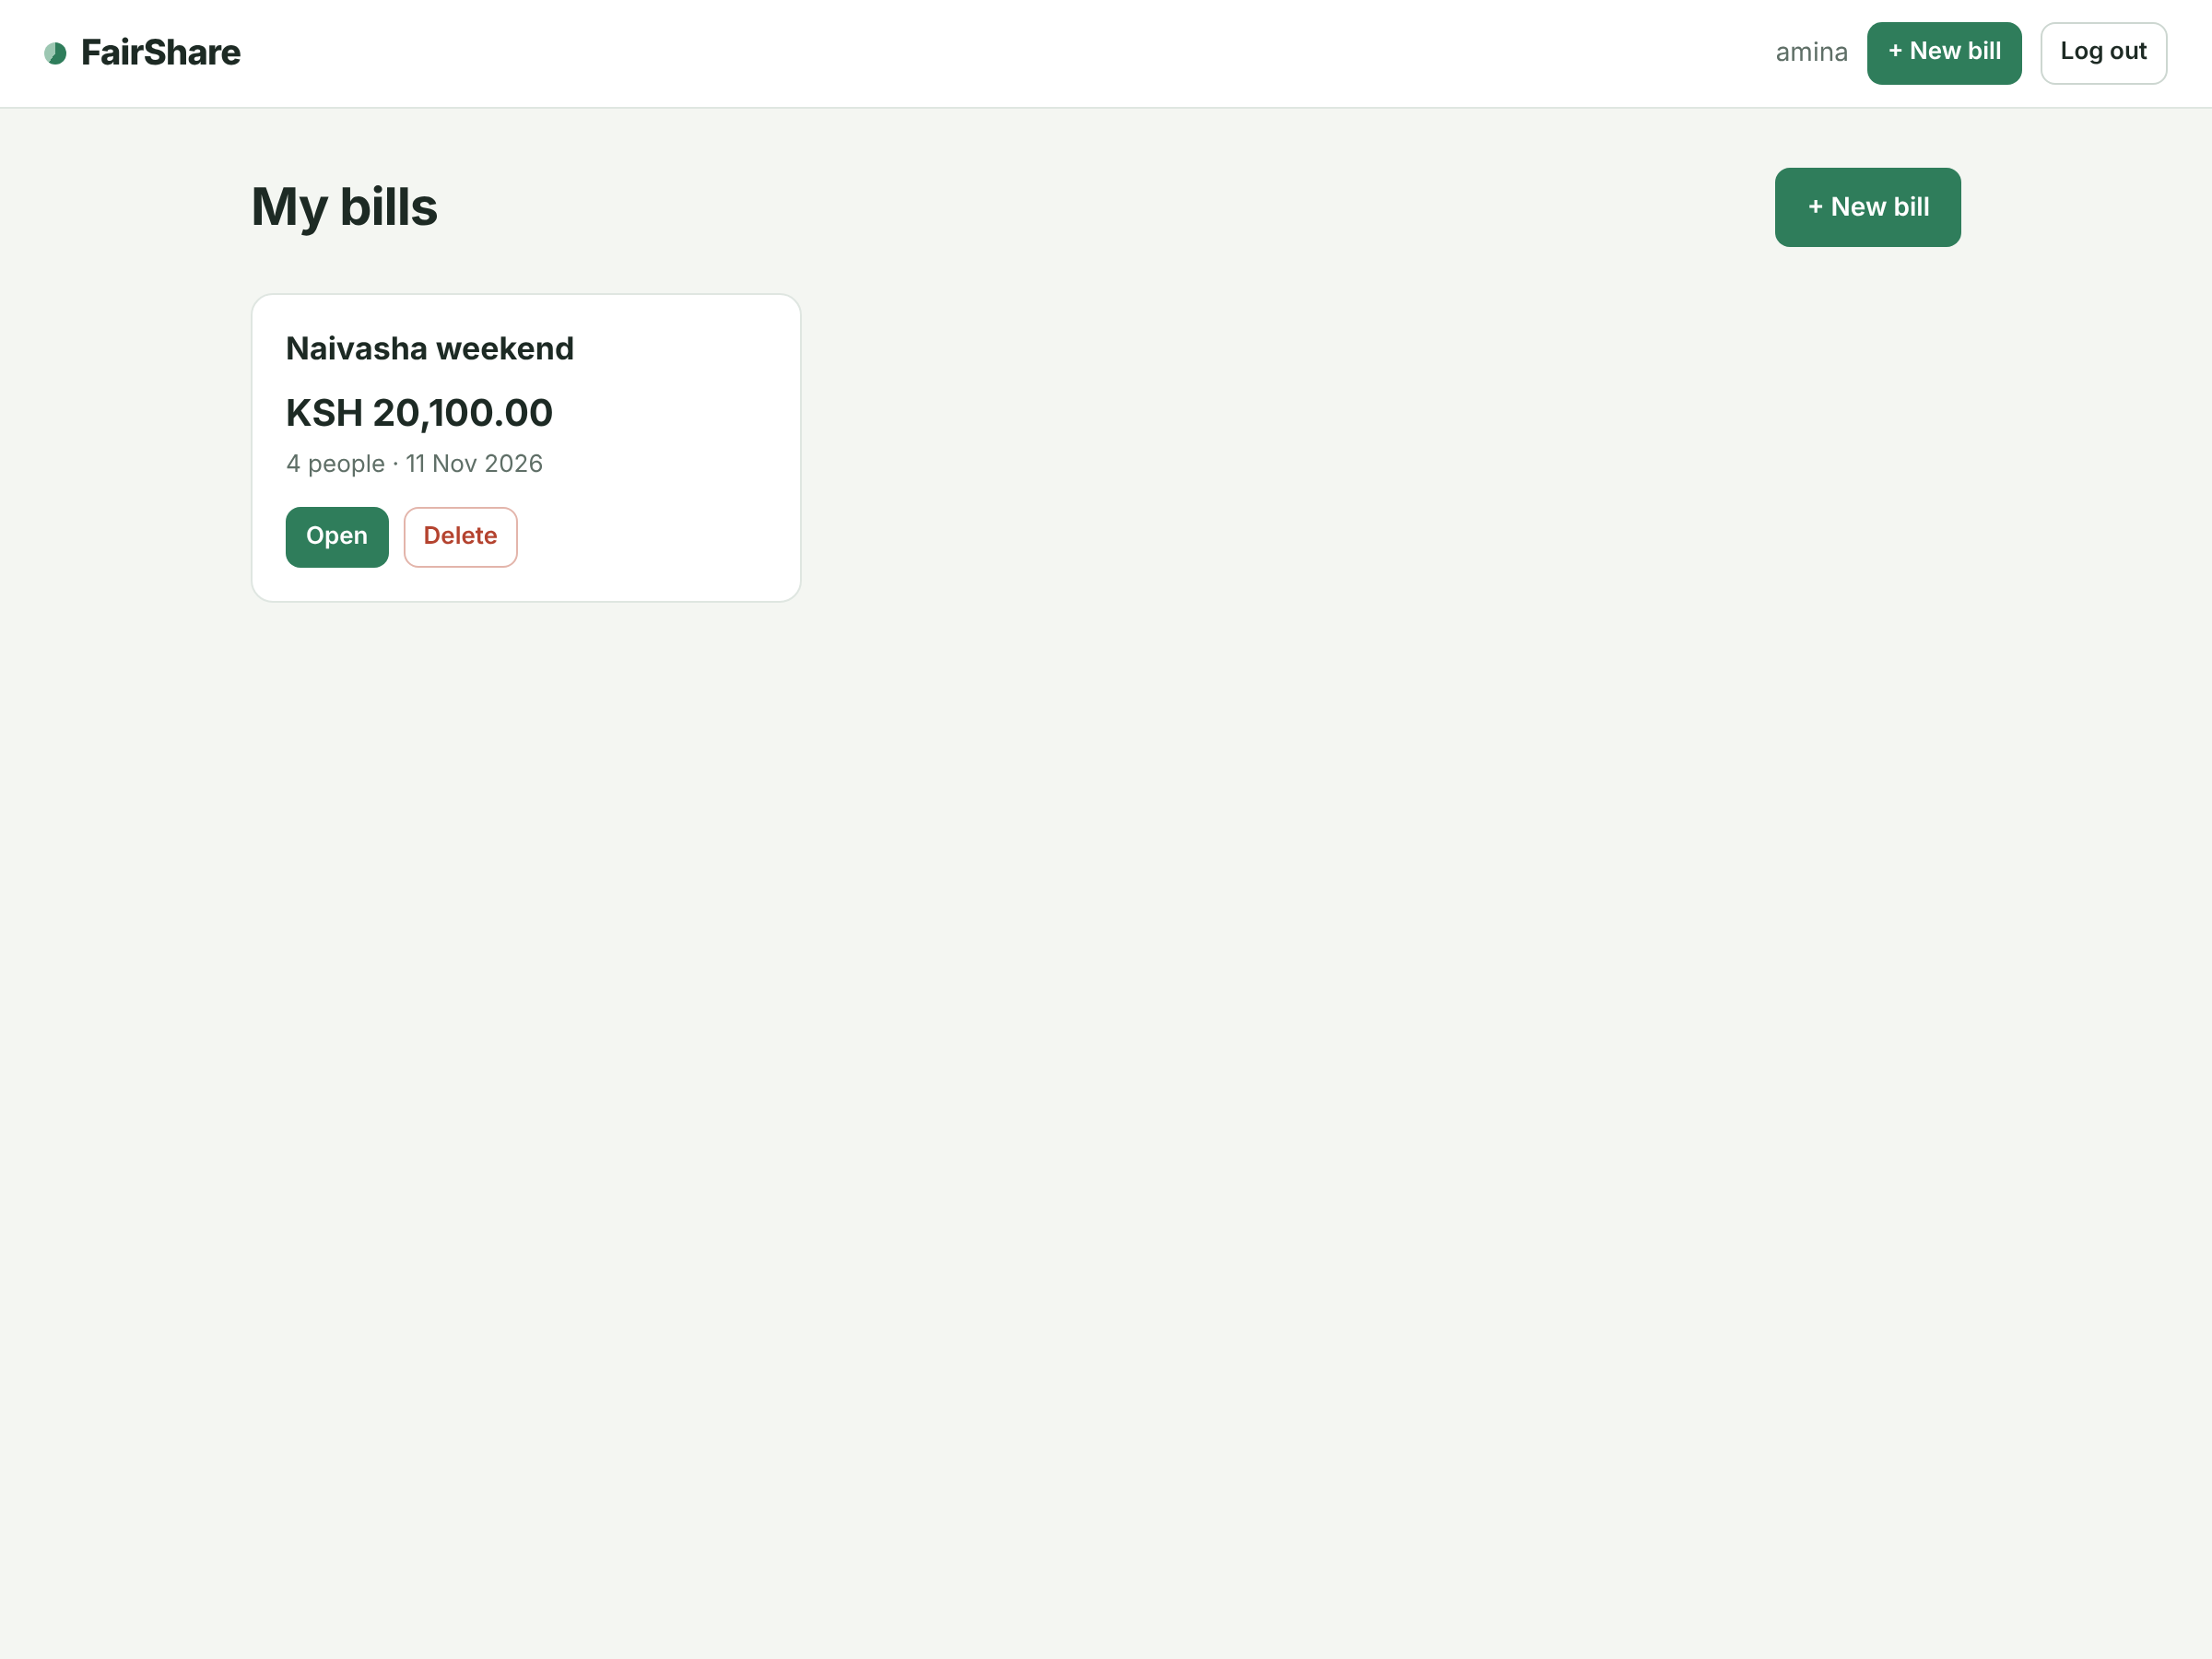 FairShare
amina
+ New bill
Log out
My bills
+ New bill
Naivasha weekend
KSH 20,100.00
4 people · 11 Nov 2026
Open
Delete